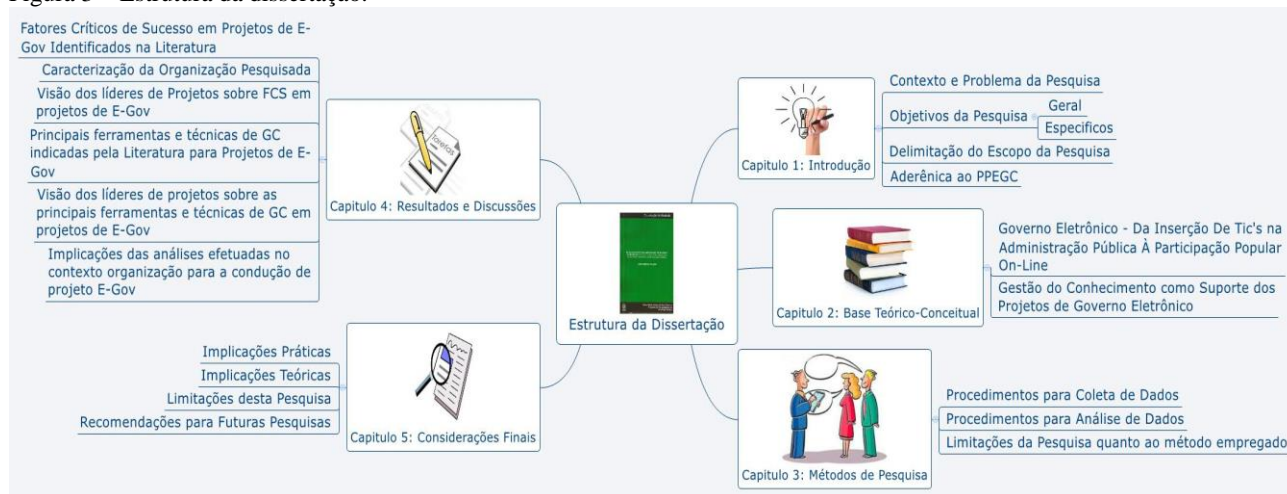 Figura 3 – Estrutura da dissertação.
Fatores Críticos de Sucesso em Projetos de E-
Gov Identificados na Literatura
Caracterização da Organização Pesquisada
Visão dos líderes de Projetos sobre FCS em
projetos de E-Gov
Principais ferramentas e técnicas de GC
indicadas pela Literatura para Projetos de E-
Gov
Visão dos líderes de projetos sobre as
principais ferramentas e técnicas de GC em
projetos de E-Gov
Implicações das análises efetuadas no
contexto organização para a condução de
projeto E-Gov
Tarefas
Capitulo 4: Resultados e Discussões
Implicações Práticas
Implicações Teóricas
Limitações desta Pesquisa
Recomendações para Futuras Pesquisas
Capitulo 5: Considerações Finais
Estrutura da Dissertação
Capitulo 1: Introdução
Contexto e Problema da Pesquisa
Objetivos da Pesquisa
Geral
Especificos
Delimitação do Escopo da Pesquisa
Aderênica ao PPEGC
Capitulo 2: Base Teórico-Conceitual
Governo Eletrônico - Da Inserção De Tic's na
Administração Pública À Participação Popular
On-Line
Gestão do Conhecimento como Suporte dos
Projetos de Governo Eletrônico
Capitulo 3: Métodos de Pesquisa
Procedimentos para Coleta de Dados
Procedimentos para Análise de Dados
Limitações da Pesquisa quanto ao método empregado